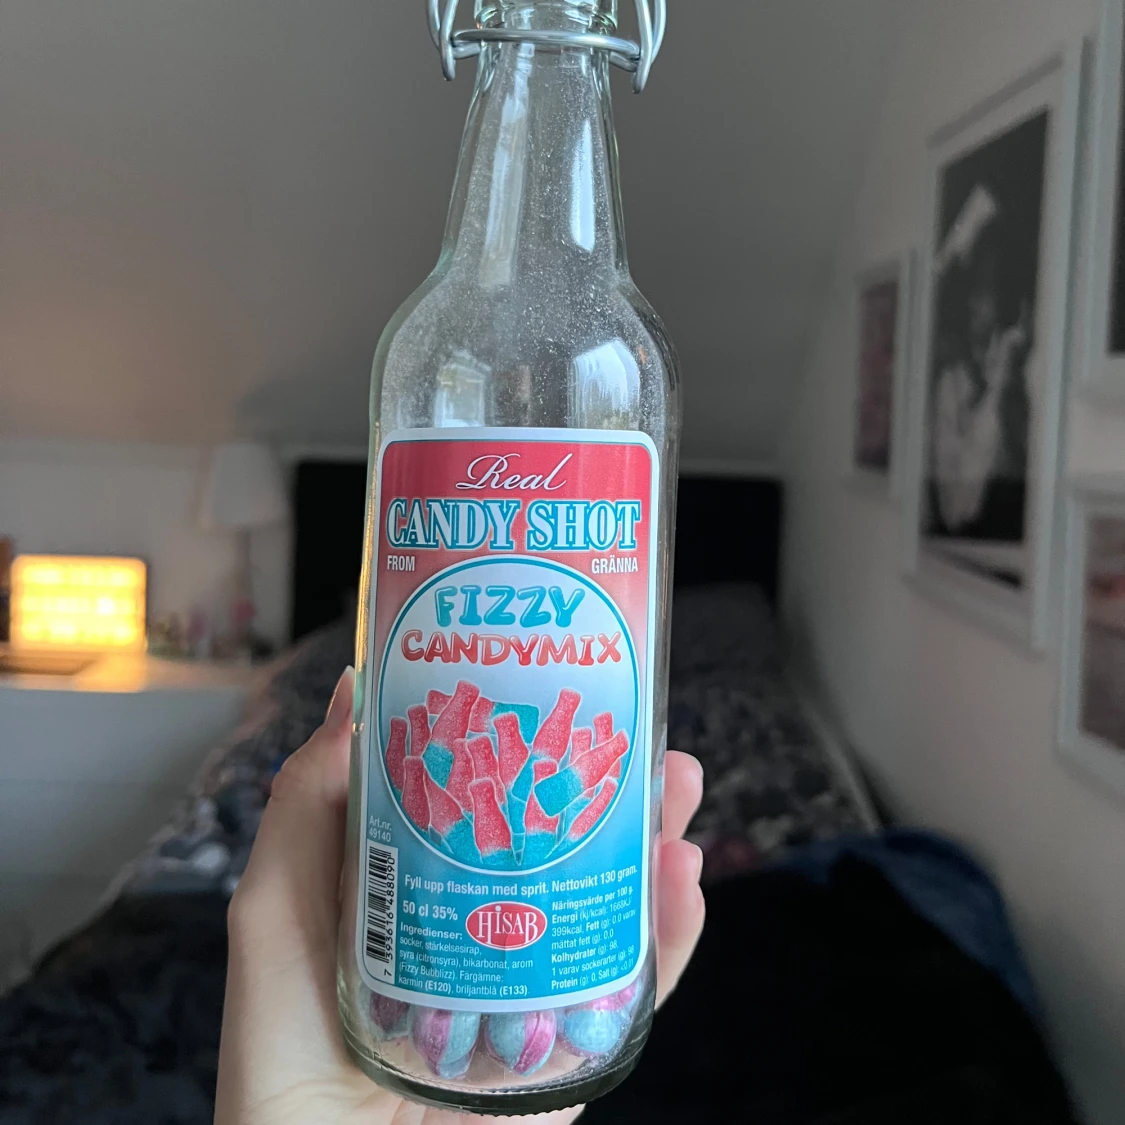 Real
CANDY SHOT
FROM GRÄNNA
FIZZY
CANDYMIX
Art.nr.
49140
7 393616 488090
Fyll upp flaskan med sprit. Nettovikt 130 gram.
50 cl 35%
HISAB
Ingredienser:
socker, stärkelsesirap,
syra (citronsyra), bikarbonat, arom
(Fizzy Bubblizz). Färgämne:
karmin (E120), briljantblå (E133).
Näringsvärde per 100 g.
Energi (kj/kcal): 1668KJ/
399kcal, Fett (g): 0.0 varav
mättat fett (g): 0.0
Kolhydrater (g): 98,
1 varav sockerarter (g): 98
Protein (g): 0, Salt (g): <0.01